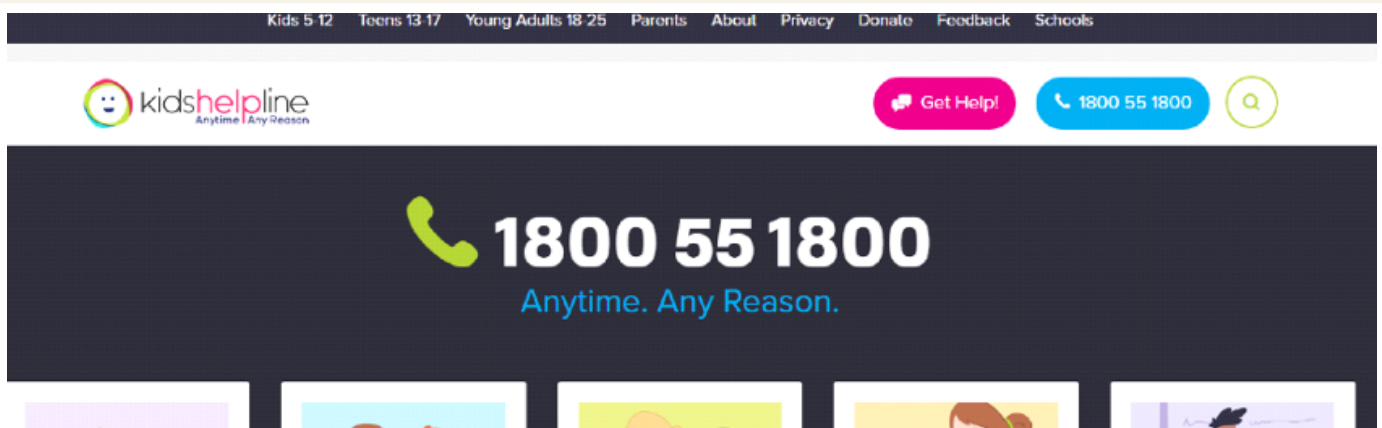 Kids 5-12 Teens 13-17 Young Adults 18-25 Parents About Privacy Donate Feedback Schools
kidshelpline
Anytime Any Reason
Get Help!
1800 55 1800
1800 55 1800
Anytime. Any Reason.